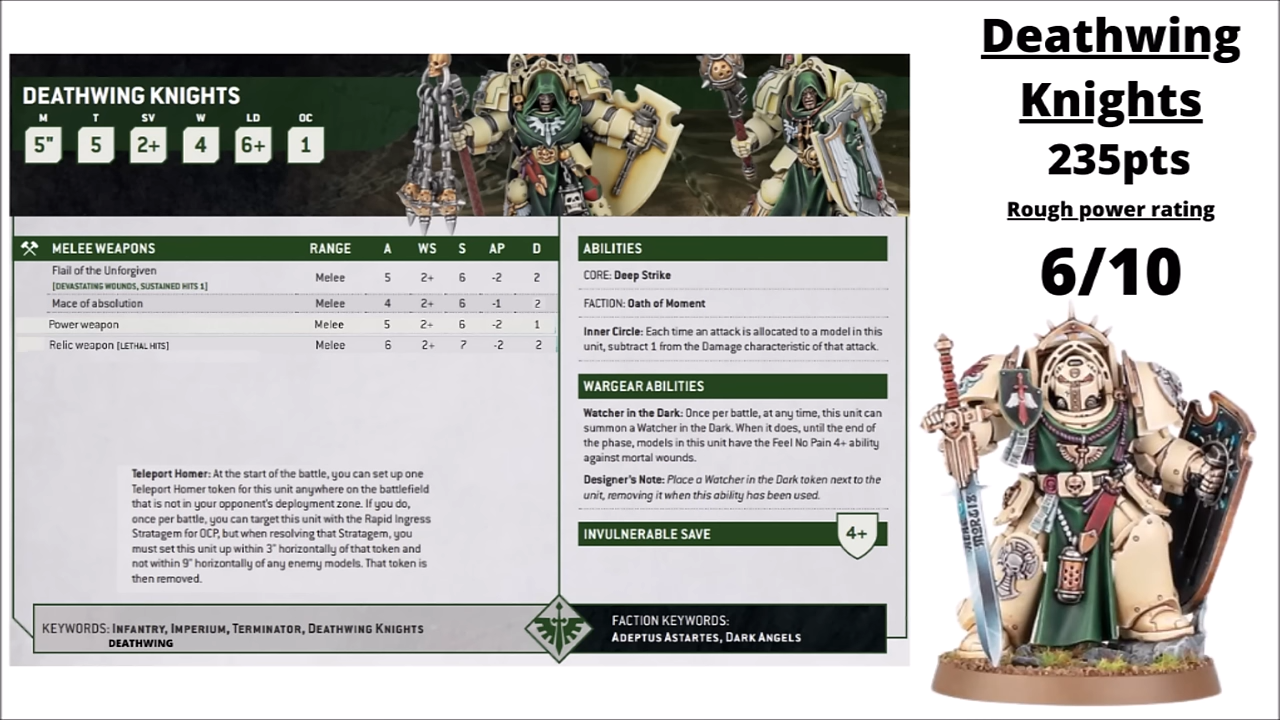 DEATHWING KNIGHTS
M T SV W LD OC
5" 5 2+ 4 6+ 1
MELEE WEAPONS RANGE A WS S AP D
Flail of the Unforgiven Melee 5 2+ 6 -2 2
[DEVASTATING WOUNDS, SUSTAINED HITS 1]
Mace of absolution Melee 4 2+ 6 -1 2
Power weapon Melee 5 2+ 6 -2 1
Relic weapon [LETHAL HITS] Melee 6 2+ 7 -2 2
Teleport Homer: At the start of the battle, you can set up one
Teleport Homer token for this unit anywhere on the battlefield
that is not in your opponent's deployment zone. If you do,
once per battle, you can target this unit with the Rapid Ingress
Stratagem for 0CP, but when resolving that Stratagem, you
must set this unit up within 3" horizontally of that token and
not within 9" horizontally of any enemy models. That token is
then removed.
KEYWORDS: INFANTRY, IMPERIUM, TERMINATOR, DEATHWING KNIGHTS
DEATHWING
ABILITIES
CORE: Deep Strike
FACTION: Oath of Moment
Inner Circle: Each time an attack is allocated to a model in this
unit, subtract 1 from the Damage characteristic of that attack.
WARGEAR ABILITIES
Watcher in the Dark: Once per battle, at any time, this unit can
summon a Watcher in the Dark. When it does, until the end of
the phase, models in this unit have the Feel No Pain 4+ ability
against mortal wounds.
Designer's Note: Place a Watcher in the Dark token next to the
unit, removing it when this ability has been used.
INVULNERABLE SAVE 4+
FACTION KEYWORDS:
ADEPTUS ASTARTES, DARK ANGELS
Deathwing
Knights
235pts
Rough power rating
6/10